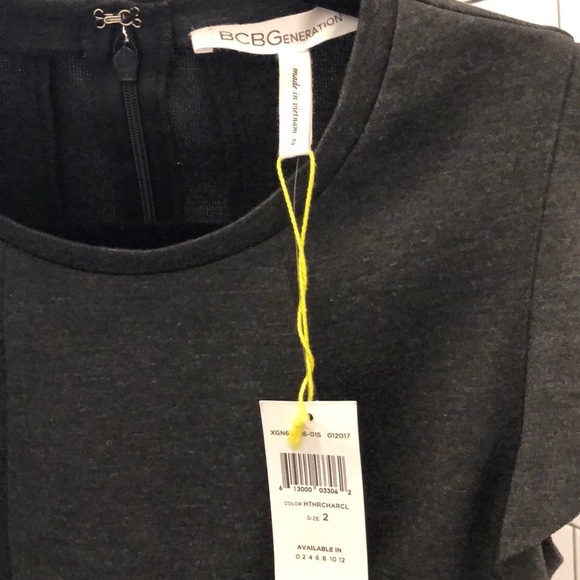 BCBGENERATION
made in vietnam
2
012017
6 13000 03306 2
COLOR HTHRCHARCL
SIZE 2
AVAILABLE IN
0 2 4 6 8 10 12